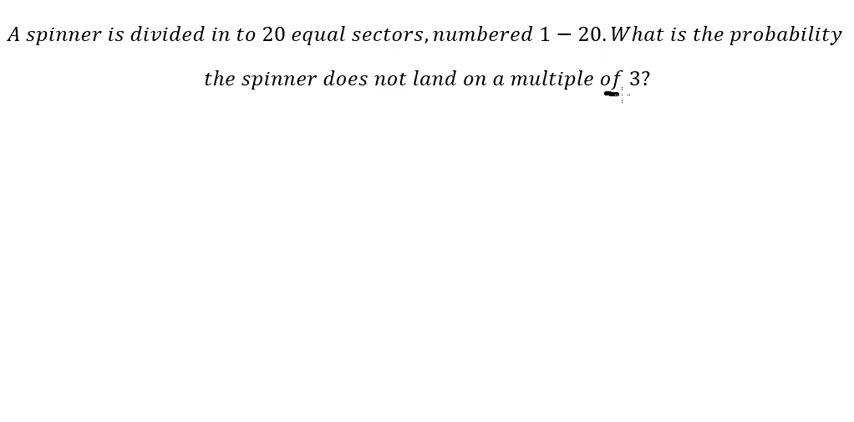 A spinner is divided in to 20 equal sectors, numbered 1 − 20. What is the probability
the spinner does not land on a multiple of 3?